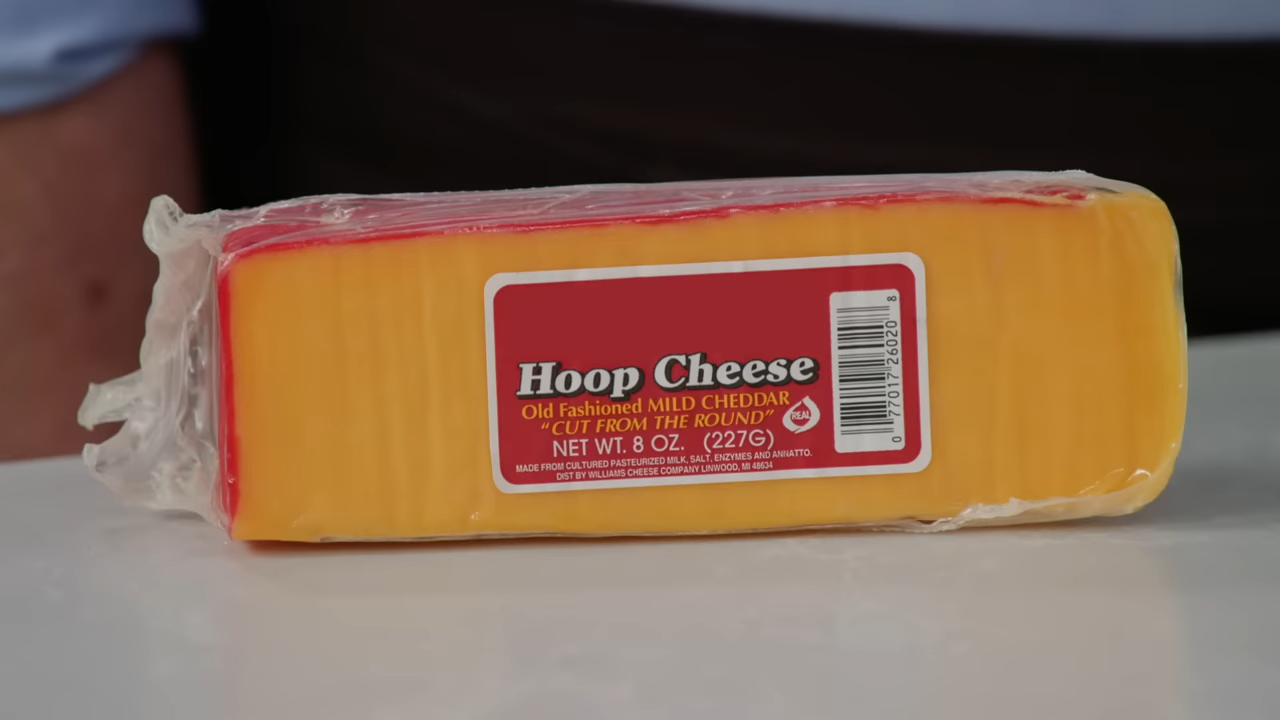 Hoop Cheese
Old Fashioned MILD CHEDDAR
"CUT FROM THE ROUND"
REAL
NET WT. 8 OZ. (227G)
MADE FROM CULTURED PASTEURIZED MILK, SALT, ENZYMES AND ANNATTO.
DIST BY WILLIAMS CHEESE COMPANY LINWOOD, MI 48634
0 77017 26020 8